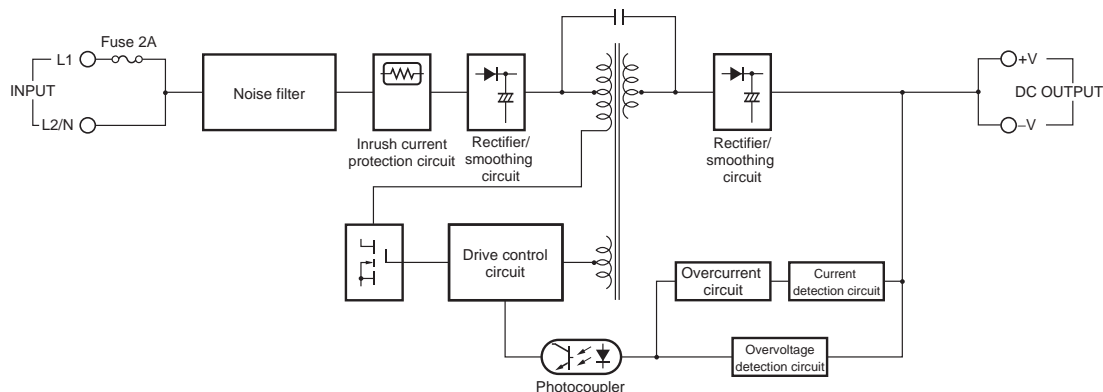 Fuse 2A
L1
INPUT
L2/N
Noise filter
Inrush current
protection circuit
Rectifier/
smoothing
circuit
Rectifier/
smoothing
circuit
+V
DC OUTPUT
–V
Drive control
circuit
Overcurrent
circuit
Current
detection circuit
Overvoltage
detection circuit
Photocoupler